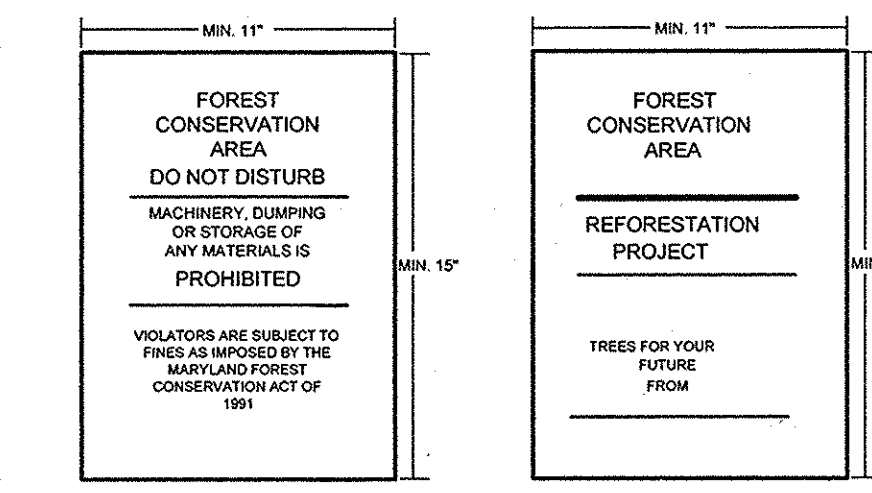 MIN. 11"
FOREST
CONSERVATION
AREA
DO NOT DISTURB
MACHINERY, DUMPING
OR STORAGE OF
ANY MATERIALS IS
PROHIBITED
VIOLATORS ARE SUBJECT TO
FINES AS IMPOSED BY THE
MARYLAND FOREST
CONSERVATION ACT OF
1991
MIN. 15"
MIN. 11"
FOREST
CONSERVATION
AREA
REFORESTATION
PROJECT
TREES FOR YOUR
FUTURE
FROM